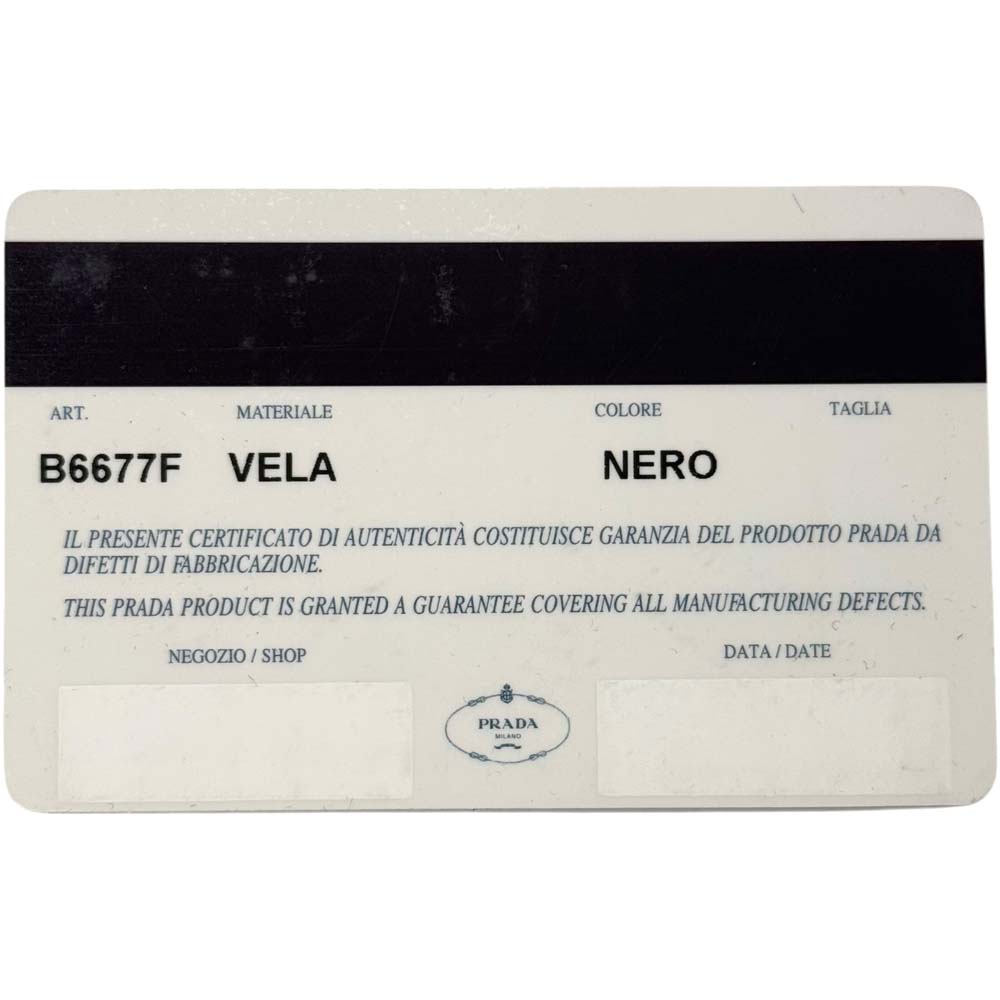 ART. MATERIALE COLORE TAGLIA
B6677F VELA NERO
IL PRESENTE CERTIFICATO DI AUTENTICITÀ COSTITUISCE GARANZIA DEL PRODOTTO PRADA DA
DIFETTI DI FABBRICAZIONE.
THIS PRADA PRODUCT IS GRANTED A GUARANTEE COVERING ALL MANUFACTURING DEFECTS.
NEGOZIO / SHOP DATA / DATE
PRADA
MILANO